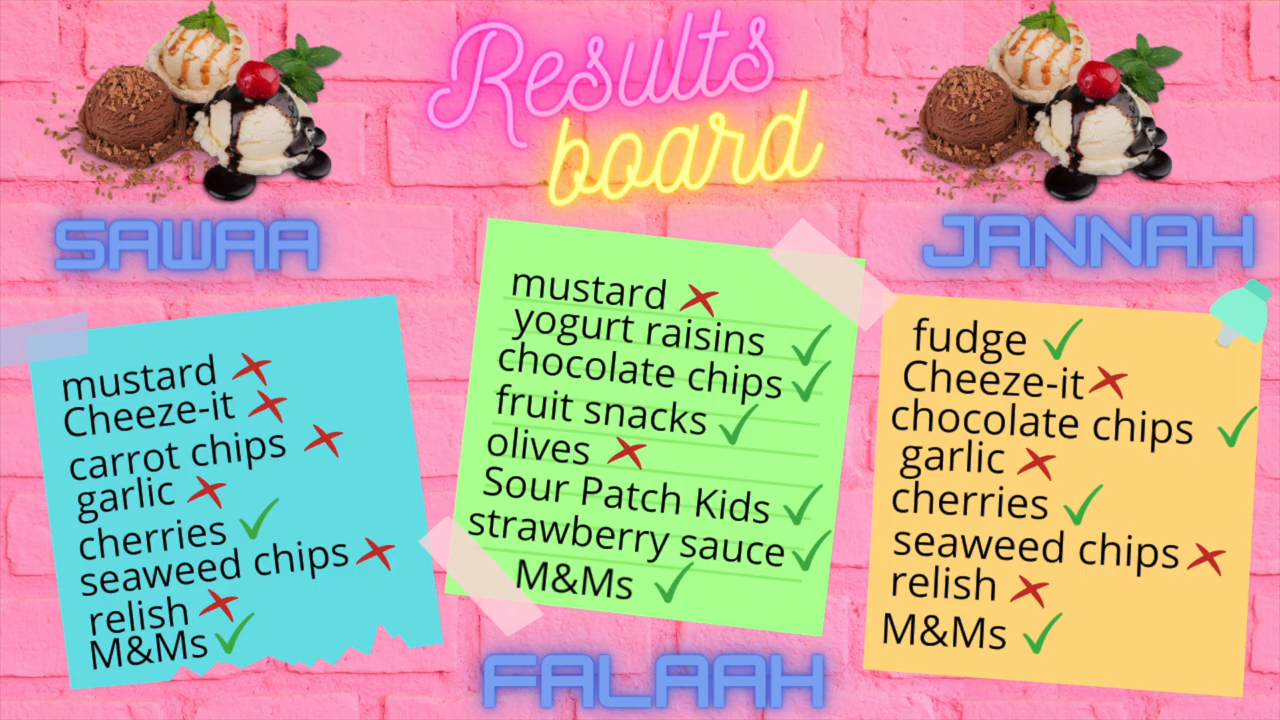 Results
board
SAWAA
mustard
Cheeze-it
carrot chips
garlic
cherries
seaweed chips
relish
M&Ms
mustard
yogurt raisins
chocolate chips
fruit snacks
olives
Sour Patch Kids
strawberry sauce
M&Ms
FALAAH
JANNAH
fudge
Cheeze-it
chocolate chips
garlic
cherries
seaweed chips
relish
M&Ms